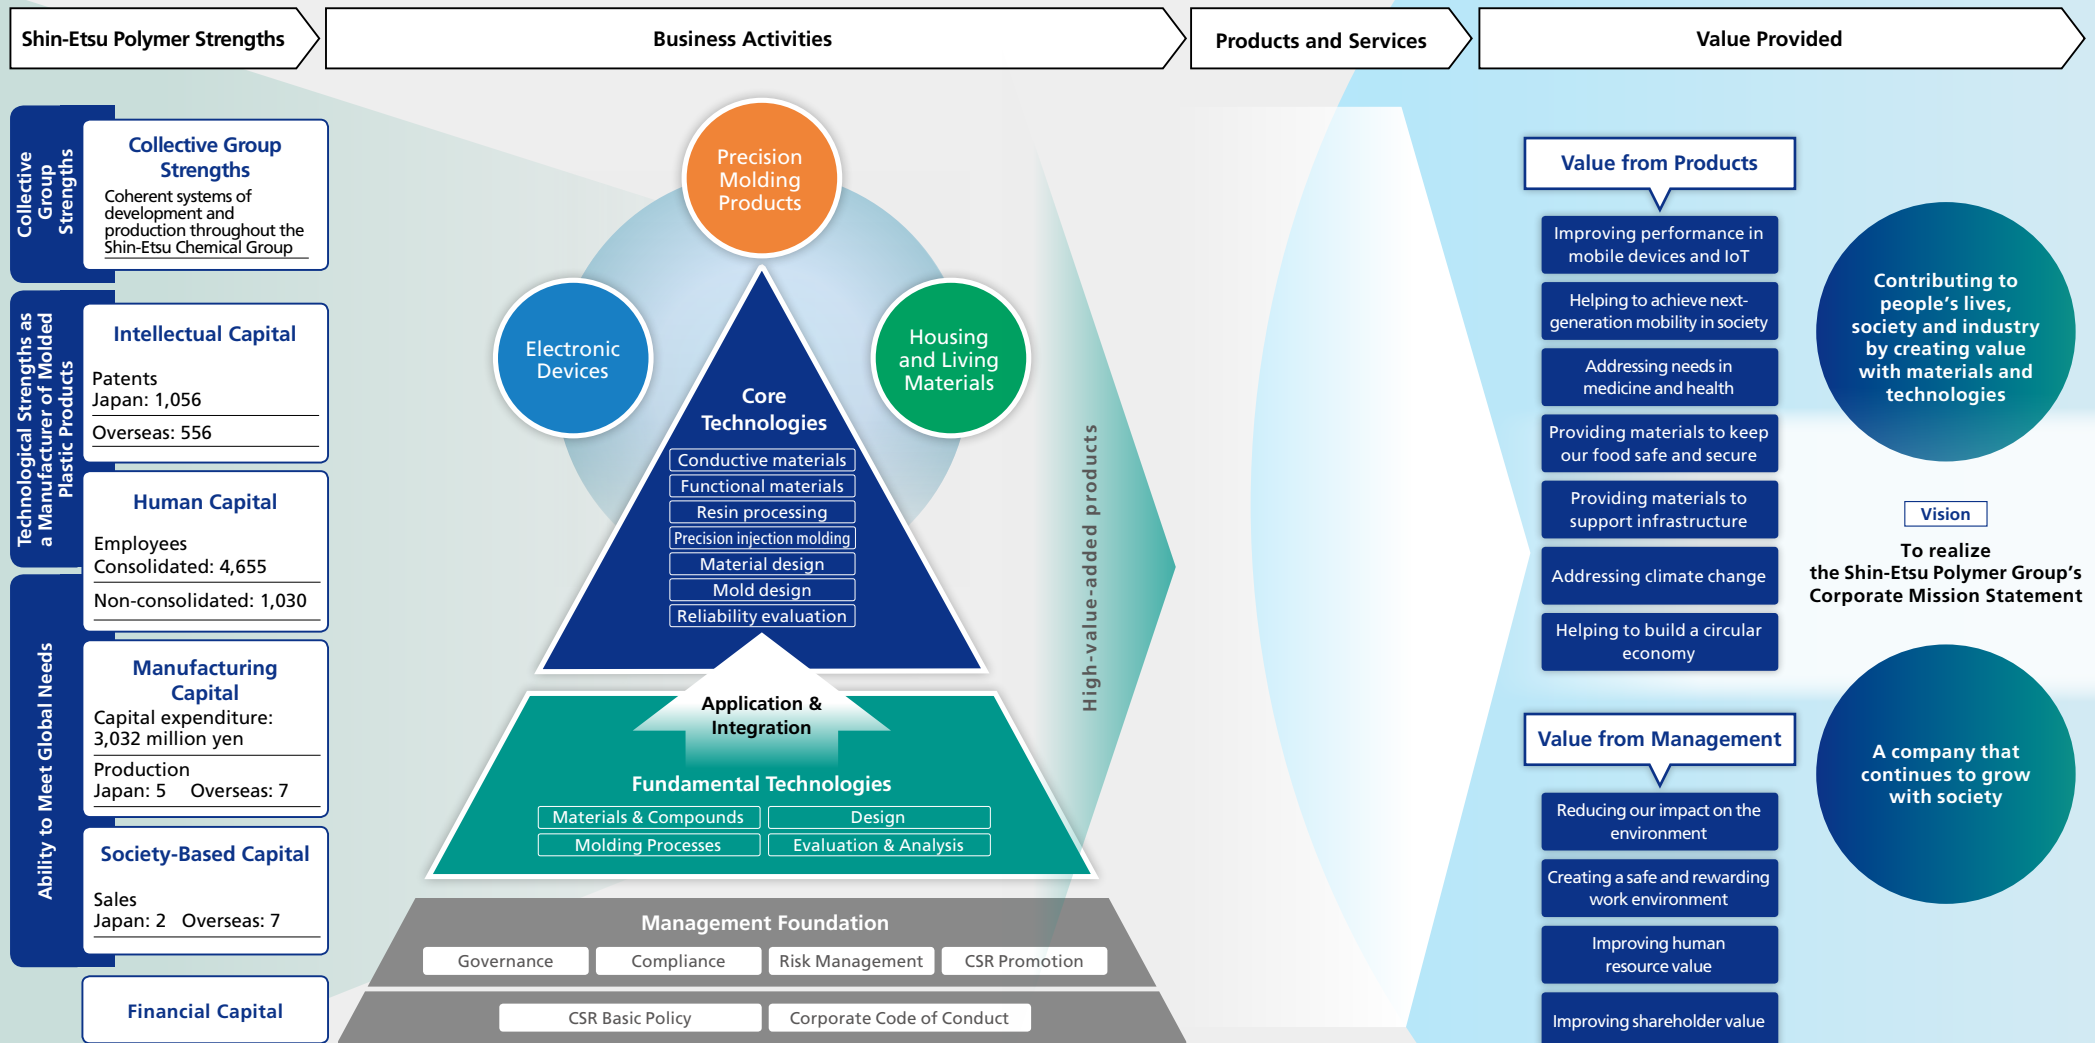 Shin-Etsu Polymer Strengths
Business Activities
Products and Services
Value Provided
Collective
Group
Strengths
Collective Group
Strengths
Coherent systems of
development and
production throughout the
Shin-Etsu Chemical Group
Technological Strengths as
a Manufacturer of Molded
Plastic Products
Intellectual Capital
Patents
Japan: 1,056
Overseas: 556
Human Capital
Employees
Consolidated: 4,655
Non-consolidated: 1,030
Ability to Meet Global Needs
Manufacturing
Capital
Capital expenditure:
3,032 million yen
Production
Japan: 5 Overseas: 7
Society-Based Capital
Sales
Japan: 2 Overseas: 7
Financial Capital
Precision
Molding
Products
Electronic
Devices
Housing
and Living
Materials
Core
Technologies
Conductive materials
Functional materials
Resin processing
Precision injection molding
Material design
Mold design
Reliability evaluation
Application &
Integration
Fundamental Technologies
Materials & Compounds
Design
Molding Processes
Evaluation & Analysis
Management Foundation
Governance
Compliance
Risk Management
CSR Promotion
CSR Basic Policy
Corporate Code of Conduct
High-value-added products
Value from Products
Improving performance in
mobile devices and IoT
Helping to achieve next-
generation mobility in society
Addressing needs in
medicine and health
Providing materials to keep
our food safe and secure
Providing materials to
support infrastructure
Addressing climate change
Helping to build a circular
economy
Value from Management
Reducing our impact on the
environment
Creating a safe and rewarding
work environment
Improving human
resource value
Improving shareholder value
Contributing to
people's lives,
society and industry
by creating value
with materials and
technologies
Vision
To realize
the Shin-Etsu Polymer Group's
Corporate Mission Statement
A company that
continues to grow
with society